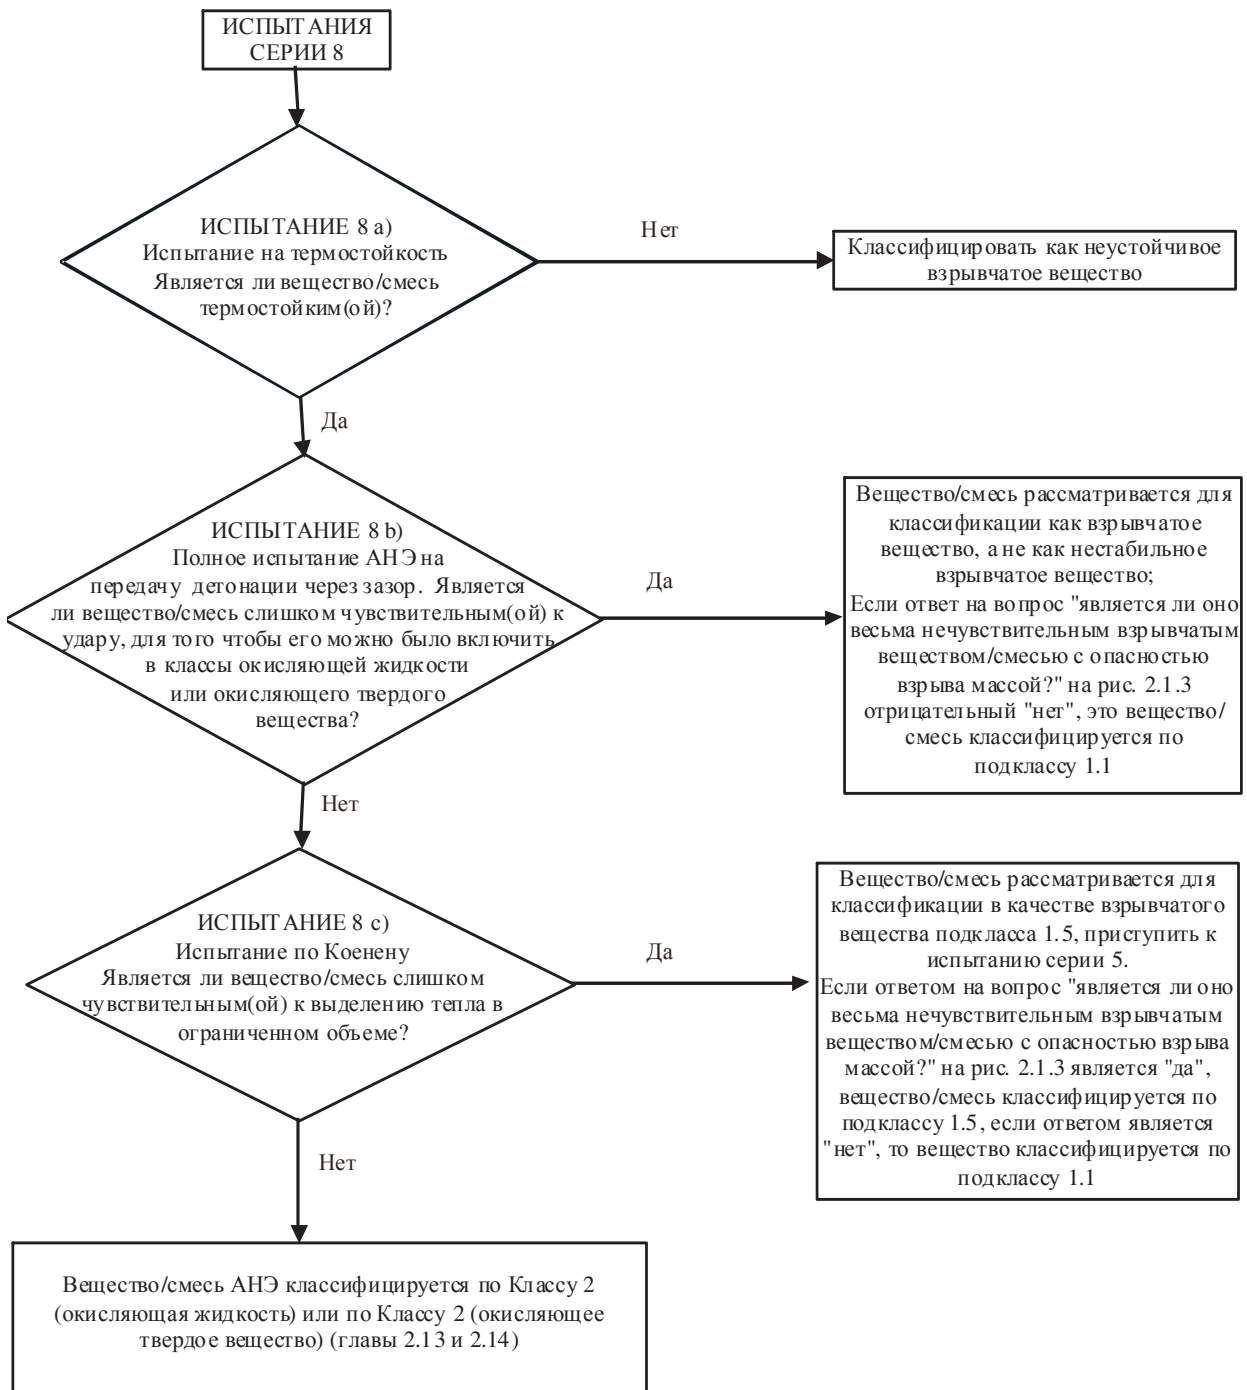 ИСПЫТАНИЯ
СЕРИИ 8
ИСПЫТАНИЕ 8 a)
Испытание на термостойкость
Является ли вещество/смесь
термостойким(ой)?
Нет
Классифицировать как неустойчивое
взрывчатое вещество
Да
ИСПЫТАНИЕ 8 b)
Полное испытание АНЭ на
передачу детонации через зазор. Является
ли вещество/смесь слишком чувствительным(ой) к
удару, для того чтобы его можно было включить
в классы окисляющей жидкости
или окисляющего твердого
вещества?
Да
Вещество/смесь рассматривается для
классификации как взрывчатое
вещество, а не как нестабильное
взрывчатое вещество;
Если ответ на вопрос "является ли оно
весьма нечувствительным взрывчатым
веществом/смесью с опасностью
взрыва массой?" на рис. 2.1.3
отрицательный "нет", это вещество/
смесь классифицируется по
подклассу 1.1
Нет
ИСПЫТАНИЕ 8 c)
Испытание по Коенену
Является ли вещество/смесь слишком
чувствительным(ой) к выделению тепла в
ограниченном объеме?
Да
Вещество/смесь рассматривается для
классификации в качестве взрывчатого
вещества подкласса 1.5, приступить к
испытанию серии 5.
Если ответом на вопрос "является ли оно
весьма нечувствительным взрывчатым
веществом/смесью с опасностью взрыва
массой?" на рис. 2.1.3 является "да",
вещество/смесь классифицируется по
подклассу 1.5, если ответом является
"нет", то вещество классифицируется по
подклассу 1.1
Нет
Вещество/смесь АНЭ классифицируется по Классу 2
(окисляющая жидкость) или по Классу 2 (окисляющее
твердое вещество) (главы 2.13 и 2.14)